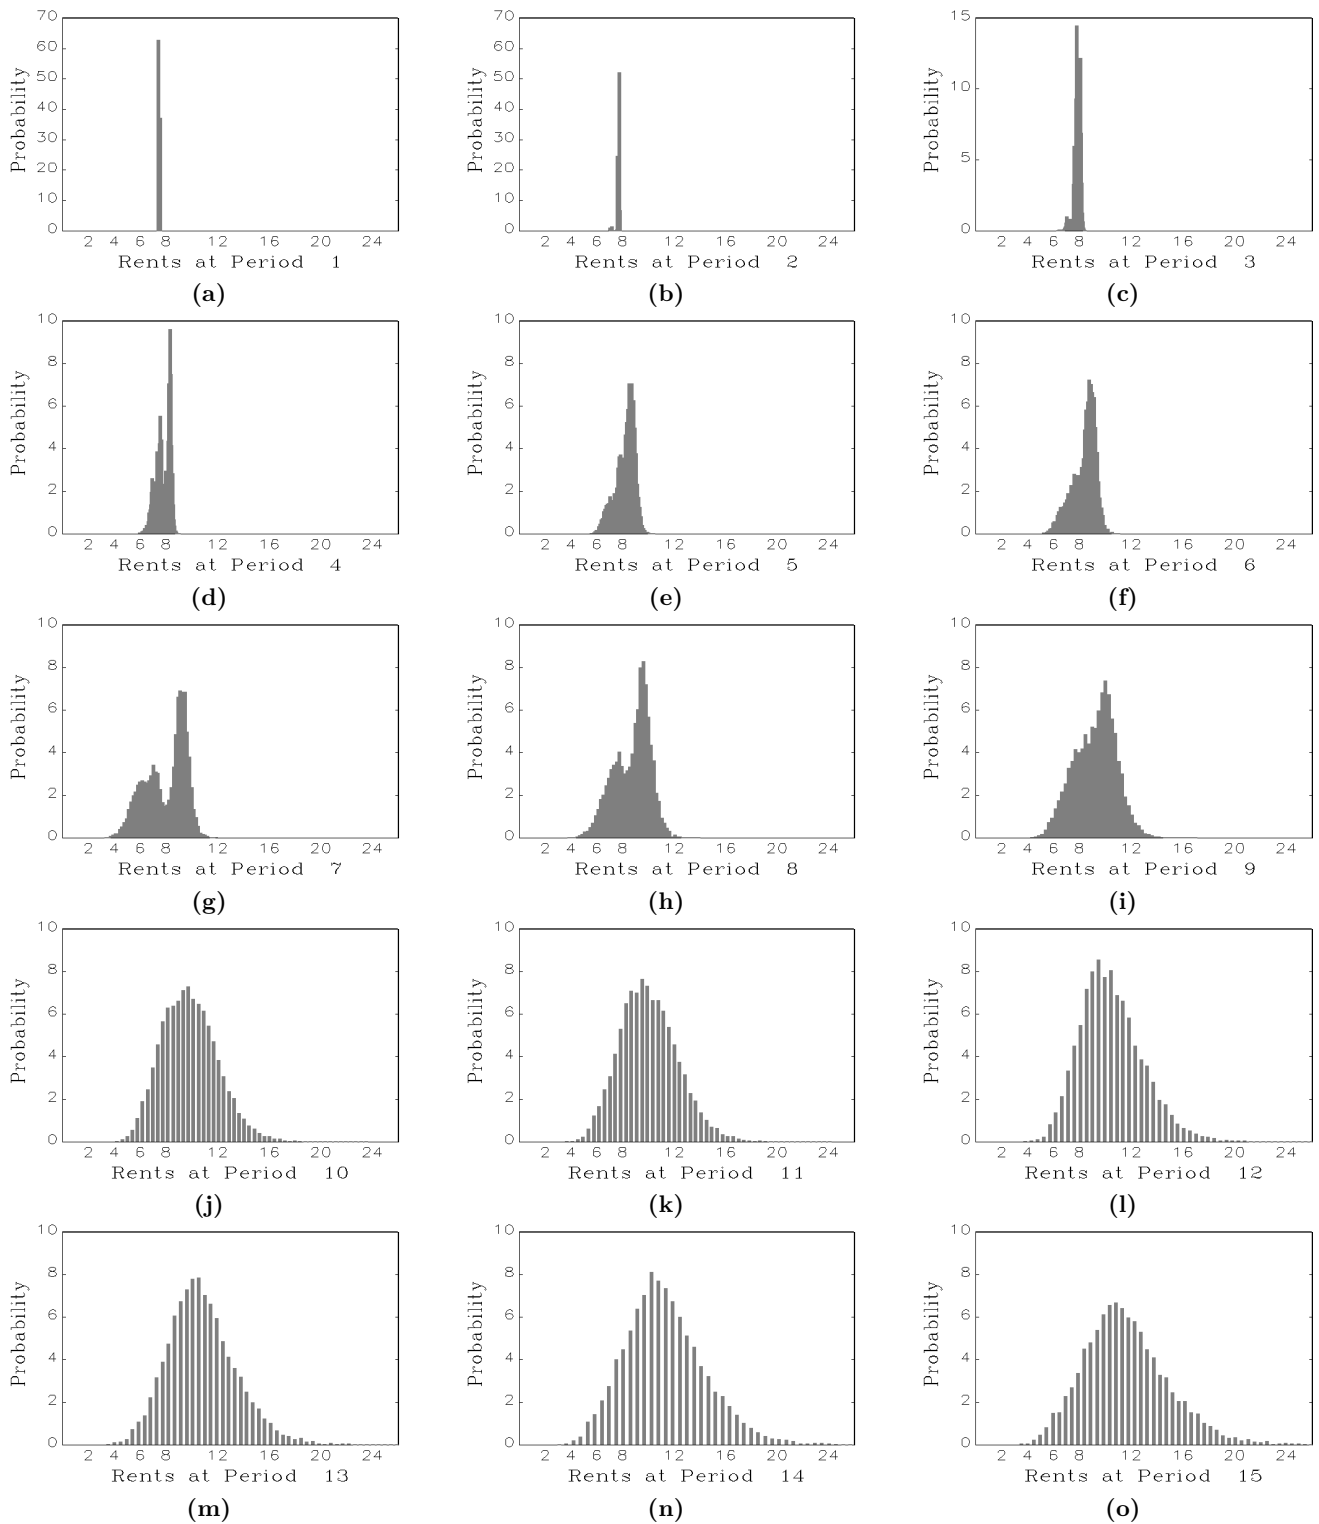 70
60
50
40
30
20
10
0
Probability
2 4 6 8 12 16 20 24
Rents at Period 1
(a)
70
60
50
40
30
20
10
0
Probability
2 4 6 8 12 16 20 24
Rents at Period 2
(b)
15
10
5
0
Probability
2 4 6 8 12 16 20 24
Rents at Period 3
(c)
10
8
6
4
2
0
Probability
2 4 6 8 12 16 20 24
Rents at Period 4
(d)
10
8
6
4
2
0
Probability
2 4 6 8 12 16 20 24
Rents at Period 5
(e)
10
8
6
4
2
0
Probability
2 4 6 8 12 16 20 24
Rents at Period 6
(f)
10
8
6
4
2
0
Probability
2 4 6 8 12 16 20 24
Rents at Period 7
(g)
10
8
6
4
2
0
Probability
2 4 6 8 12 16 20 24
Rents at Period 8
(h)
10
8
6
4
2
0
Probability
2 4 6 8 12 16 20 24
Rents at Period 9
(i)
10
8
6
4
2
0
Probability
2 4 6 8 12 16 20 24
Rents at Period 10
(j)
10
8
6
4
2
0
Probability
2 4 6 8 12 16 20 24
Rents at Period 11
(k)
10
8
6
4
2
0
Probability
2 4 6 8 12 16 20 24
Rents at Period 12
(l)
10
8
6
4
2
0
Probability
2 4 6 8 12 16 20 24
Rents at Period 13
(m)
10
8
6
4
2
0
Probability
2 4 6 8 12 16 20 24
Rents at Period 14
(n)
10
8
6
4
2
0
Probability
2 4 6 8 12 16 20 24
Rents at Period 15
(o)